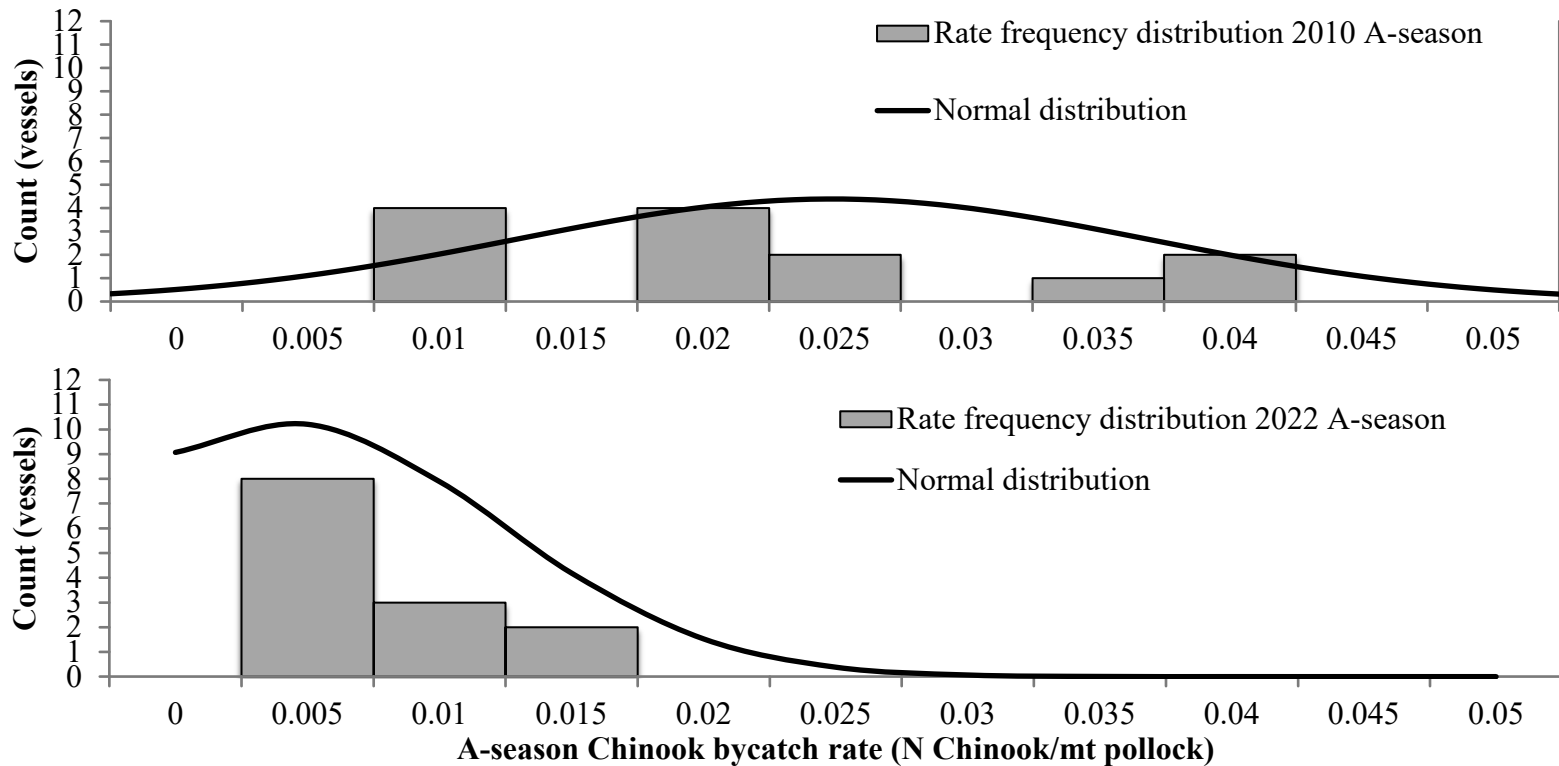 12
11
10
9
8
7
6
5
4
3
2
1
0
Count (vessels)
Rate frequency distribution 2010 A-season
Normal distribution
0 0.005 0.01 0.015 0.02 0.025 0.03 0.035 0.04 0.045 0.05
12
11
10
9
8
7
6
5
4
3
2
1
0
Count (vessels)
Rate frequency distribution 2022 A-season
Normal distribution
0 0.005 0.01 0.015 0.02 0.025 0.03 0.035 0.04 0.045 0.05
A-season Chinook bycatch rate (N Chinook/mt pollock)